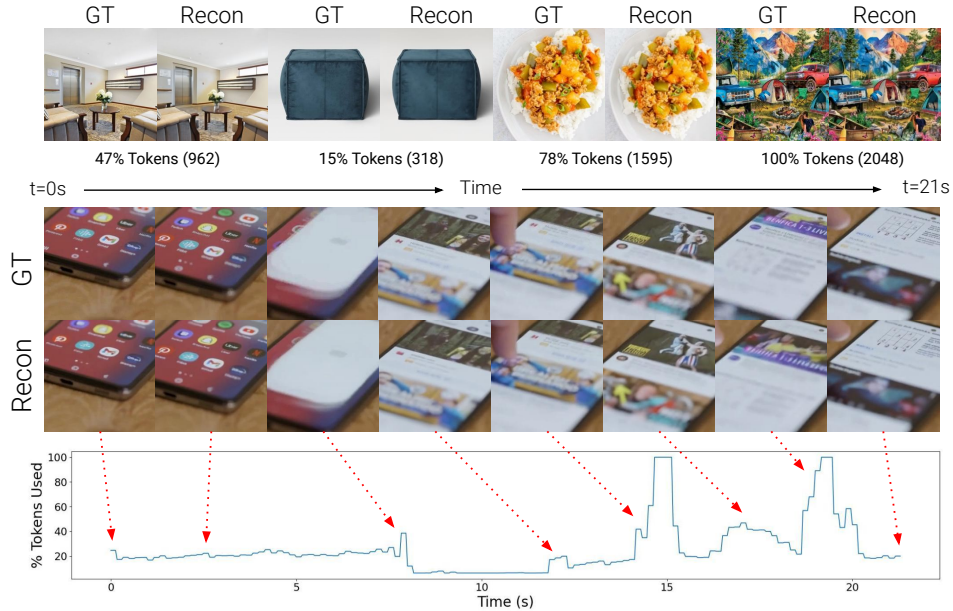 GT Recon GT Recon GT Recon GT Recon
47% Tokens (962) 15% Tokens (318) 78% Tokens (1595) 100% Tokens (2048)
t=0s Time t=21s
GT
Recon
% Tokens Used
100
80
60
40
20
0 5 10 15 20
Time (s)